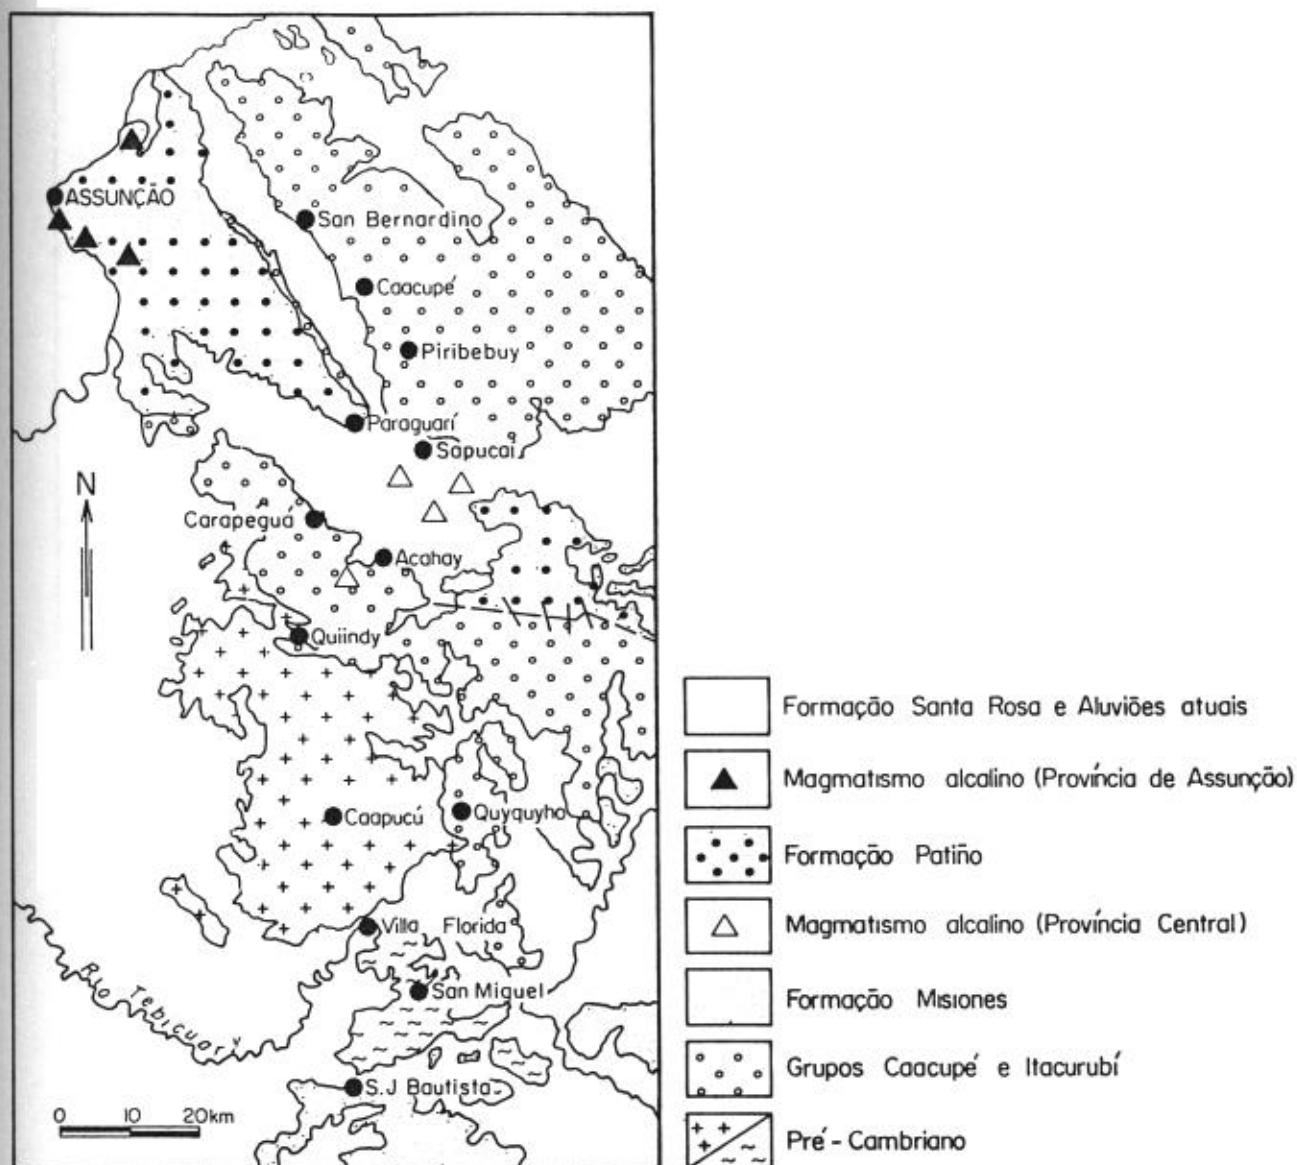 ASSUNÇÃO
San Bernardino
Caacupé
Piribebuy
Paraguarí
Sapucai
N
Carapeguá
Acahay
Quiindy
Caapucú
Quyquyho
Villa Florida
San Miguel
Rio Tebicuary
S.J Bautista
0 10 20km
Formação Santa Rosa e Aluviões atuais
Magmatismo alcalino (Província de Assunção)
Formação Patiño
Magmatismo alcalino (Província Central)
Formação Misiones
Grupos Caacupé e Itacurubí
Pré-Cambriano